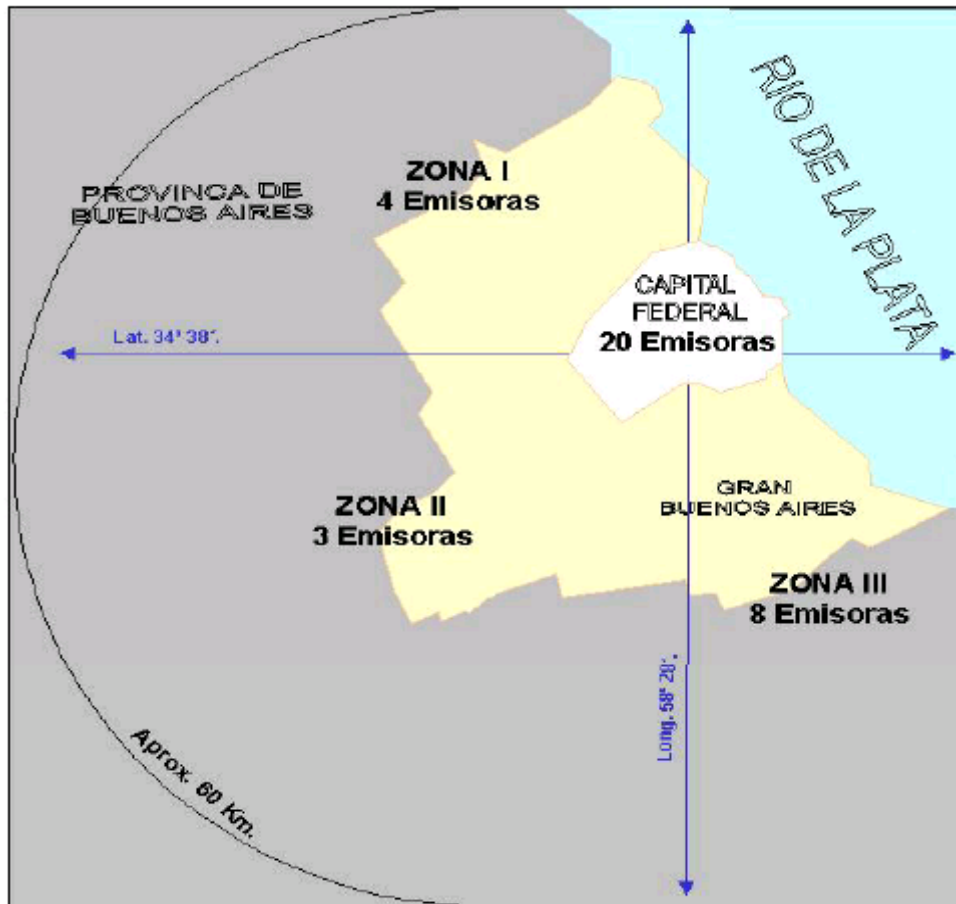 RIO DE LA PLATA
ZONA I
4 Emisoras
PROVINCA DE
BUENOS AIRES
CAPITAL
FEDERAL
20 Emisoras
Lat. 34° 38´.
GRAN
BUENOS AIRES
ZONA II
3 Emisoras
ZONA III
8 Emisoras
Long. 58° 28´.
Aprox. 60 Km.